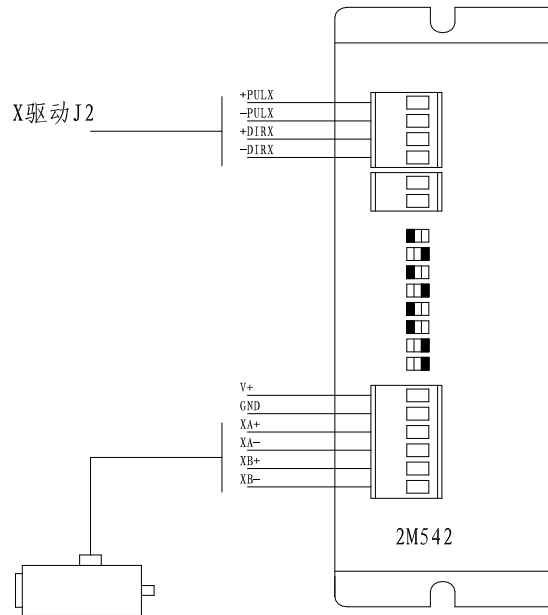 X驱动J2
+PULX
-PULX
+DIRX
-DIRX
V+
GND
XA+
XA-
XB+
XB-
2M542